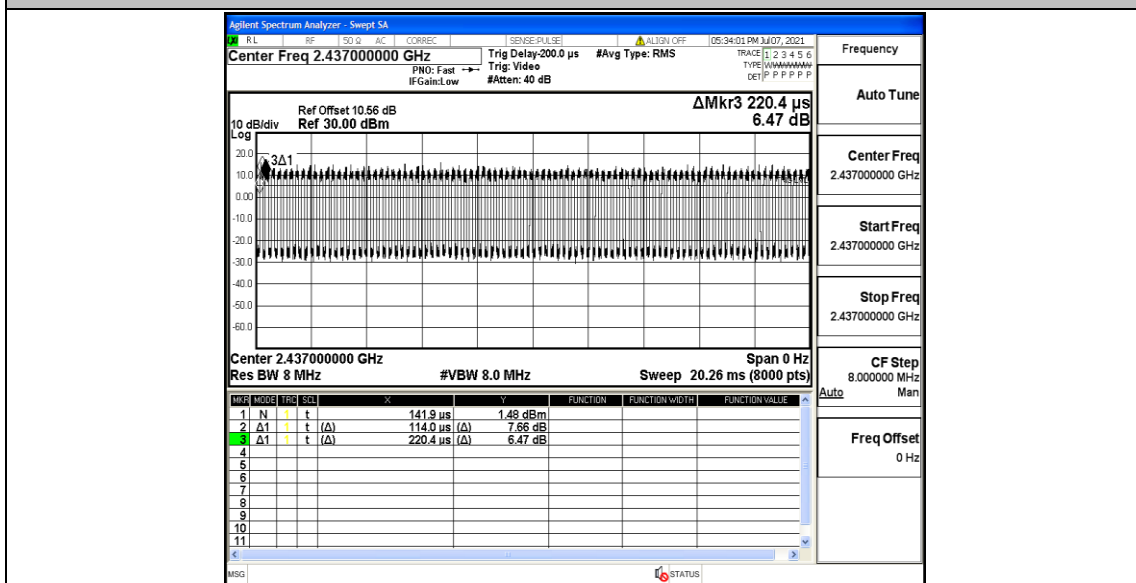 Agilent Spectrum Analyzer - Swept SA
RL RF 50 Ω AC CORREC SENSE:PULSE ALIGN OFF 05:34:01 PM Jul 07, 2021
Center Freq 2.437000000 GHz
PNO: Fast
IFGain:Low
Trig Delay-200.0 µs
Trig: Video
#Atten: 40 dB
#Avg Type: RMS
TRACE 1 2 3 4 5 6
TYPE
DET P P P P P P
Ref Offset 10.56 dB
10 dB/div Ref 30.00 dBm
Log
ΔMkr3 220.4 µs
6.47 dB
3Δ1
20.0
10.0
0.00
-10.0
-20.0
-30.0
-40.0
-50.0
-60.0
Center 2.437000000 GHz Span 0 Hz
Res BW 8 MHz #VBW 8.0 MHz Sweep 20.26 ms (8000 pts)
MKR MODE TRC SCL X Y FUNCTION FUNCTION WIDTH FUNCTION VALUE
1 N 1 t 141.9 µs 1.48 dBm
2 Δ1 1 t (Δ) 114.0 µs (Δ) 7.66 dB
3 Δ1 1 t (Δ) 220.4 µs (Δ) 6.47 dB
4
5
6
7
8
9
10
11
MSG STATUS
Frequency
Auto Tune
Center Freq
2.437000000 GHz
Start Freq
2.437000000 GHz
Stop Freq
2.437000000 GHz
CF Step
8.000000 MHz
Auto Man
Freq Offset
0 Hz